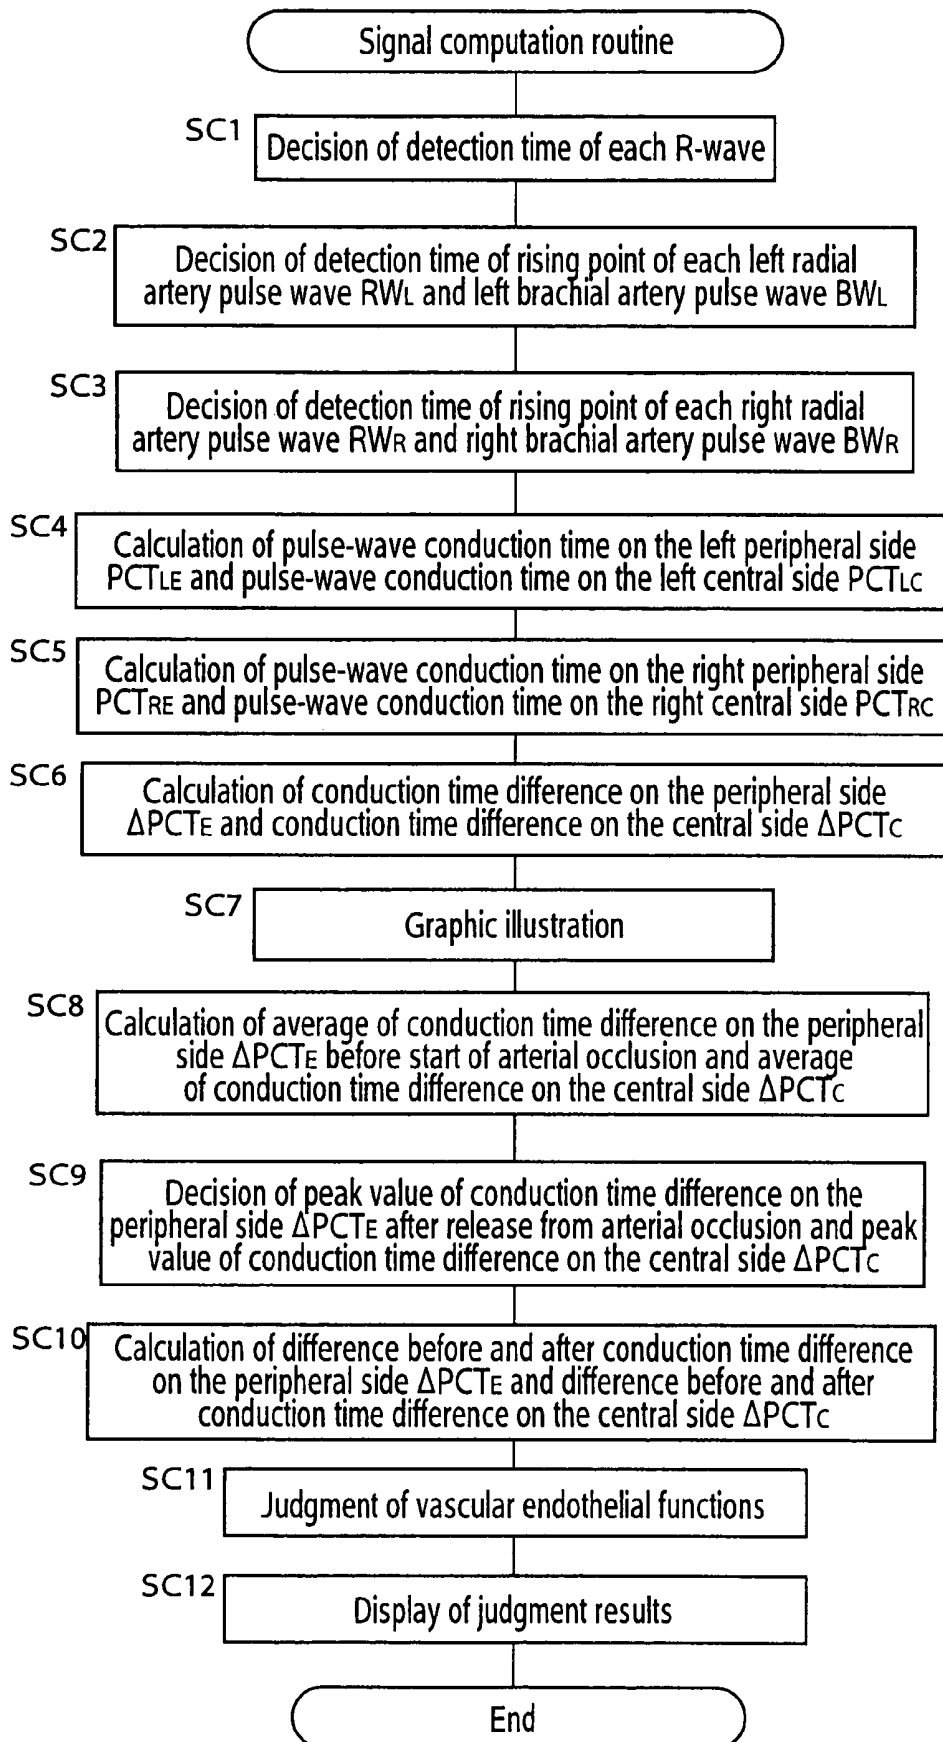 Signal computation routine
SC1
Decision of detection time of each R-wave
SC2
Decision of detection time of rising point of each left radial
artery pulse wave RWL and left brachial artery pulse wave BWL
SC3
Decision of detection time of rising point of each right radial
artery pulse wave RWR and right brachial artery pulse wave BWR
SC4
Calculation of pulse-wave conduction time on the left peripheral side
PCTLE and pulse-wave conduction time on the left central side PCTLC
SC5
Calculation of pulse-wave conduction time on the right peripheral side
PCTRE and pulse-wave conduction time on the right central side PCTRC
SC6
Calculation of conduction time difference on the peripheral side
ΔPCTE and conduction time difference on the central side ΔPCTC
SC7
Graphic illustration
SC8
Calculation of average of conduction time difference on the peripheral
side ΔPCTE before start of arterial occlusion and average
of conduction time difference on the central side ΔPCTC
SC9
Decision of peak value of conduction time difference on the
peripheral side ΔPCTE after release from arterial occlusion and peak
value of conduction time difference on the central side ΔPCTC
SC10
Calculation of difference before and after conduction time difference
on the peripheral side ΔPCTE and difference before and after
conduction time difference on the central side ΔPCTC
SC11
Judgment of vascular endothelial functions
SC12
Display of judgment results
End